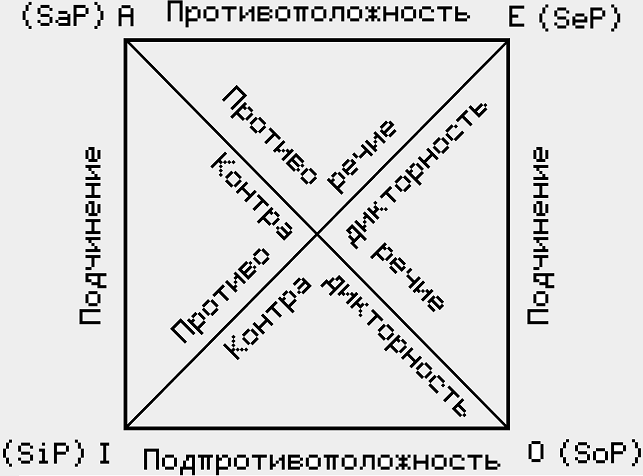 (SaP) A Противоположность E (SeP)
Противо
речие
Контра
дикторность
Подчинение
Подчинение
Противо
речие
Контра
дикторность
(SiP) I Подпротивоположность O (SoP)